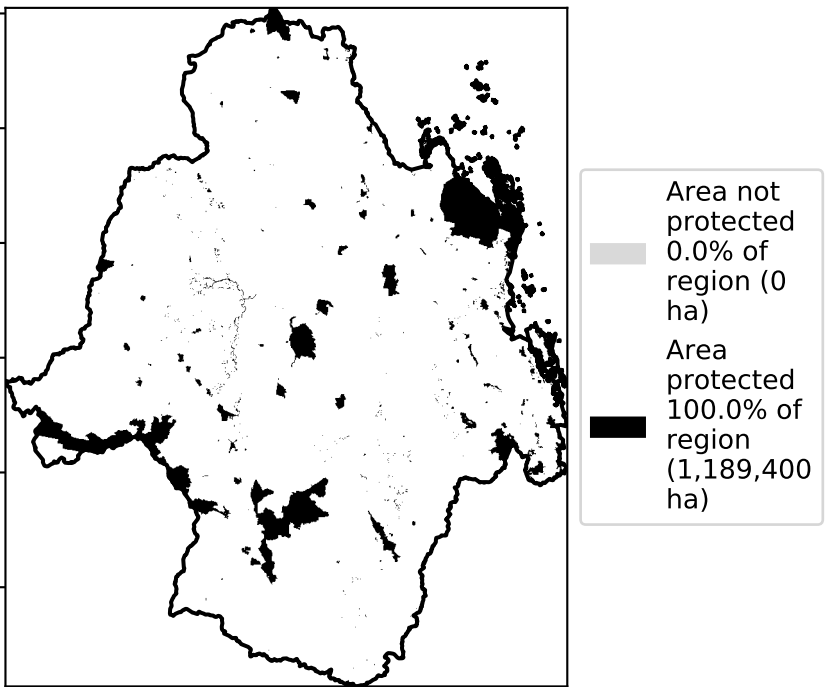 Area not
protected
0.0% of
region (0
ha)
Area
protected
100.0% of
region
(1,189,400
ha)